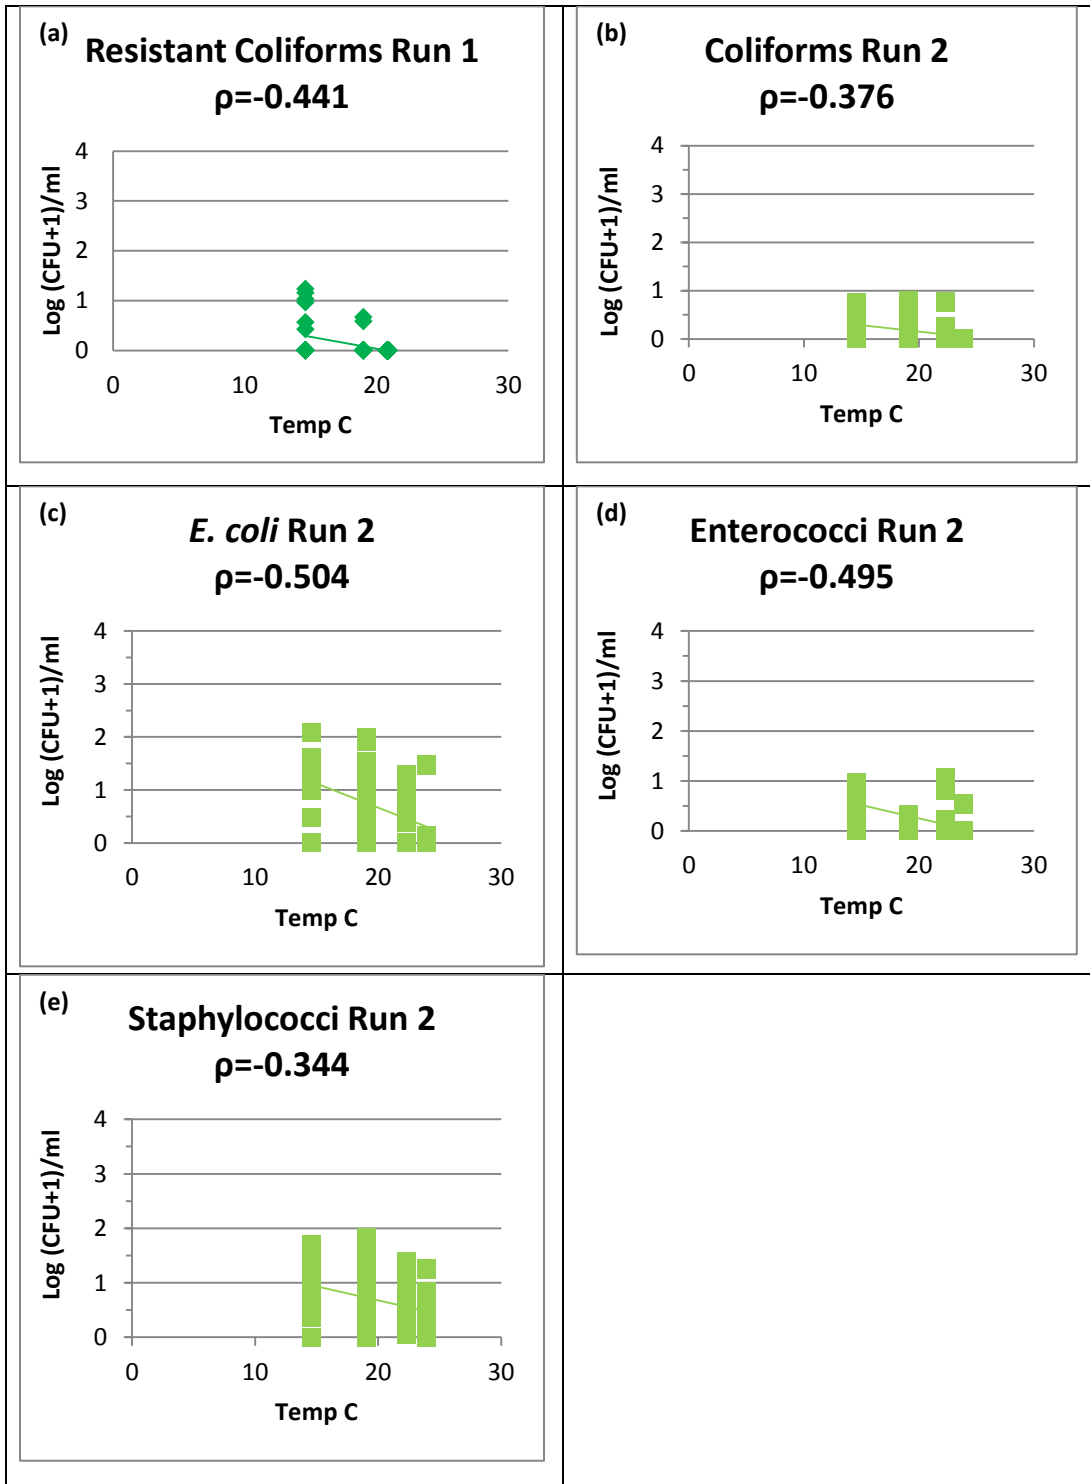 (a)
Resistant Coliforms Run 1
ρ=-0.441
Log (CFU+1)/ml
4
3
2
1
0
0 10 20 30
Temp C
(b)
Coliforms Run 2
ρ=-0.376
Log (CFU+1)/ml
4
3
2
1
0
0 10 20 30
Temp C
(c)
E. coli Run 2
ρ=-0.504
Log (CFU+1)/ml
4
3
2
1
0
0 10 20 30
Temp C
(d)
Enterococci Run 2
ρ=-0.495
Log (CFU+1)/ml
4
3
2
1
0
0 10 20 30
Temp C
(e)
Staphylococci Run 2
ρ=-0.344
Log (CFU+1)/ml
4
3
2
1
0
0 10 20 30
Temp C